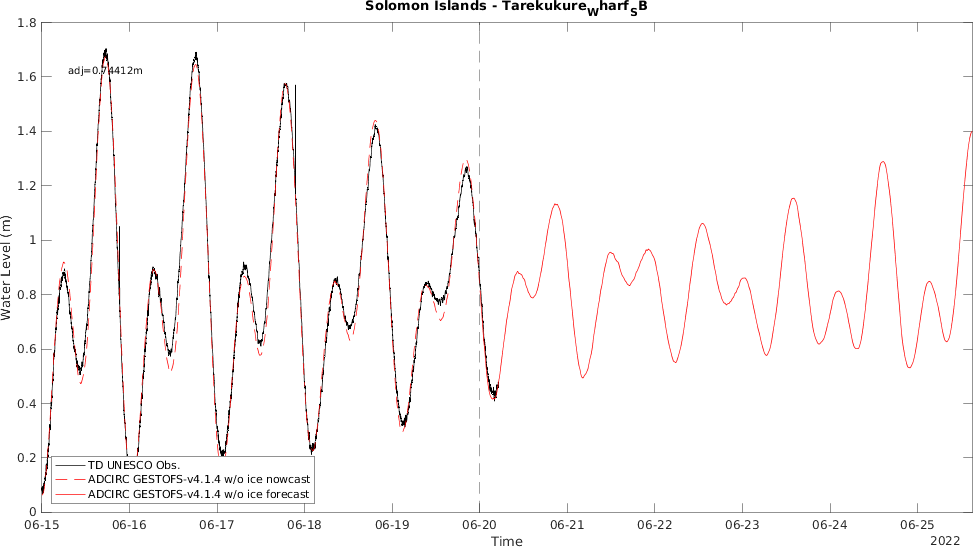 Solomon Islands - TarekukureWharfSB
1.8
1.6
1.4
1.2
1
0.8
0.6
0.4
0.2
0
Water Level (m)
adj=0.74412m
TD UNESCO Obs.
ADCIRC GESTOFS-v4.1.4 w/o ice nowcast
ADCIRC GESTOFS-v4.1.4 w/o ice forecast
06-15 06-16 06-17 06-18 06-19 06-20 06-21 06-22 06-23 06-24 06-25
Time
2022